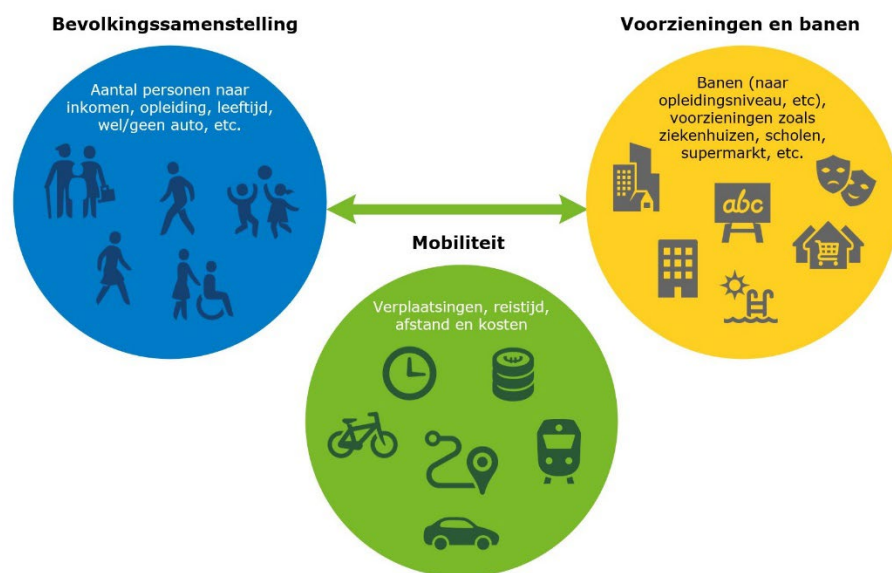 Bevolkingssamenstelling
Aantal personen naar
inkomen, opleiding, leeftijd,
wel/geen auto, etc.
Voorzieningen en banen
Banen (naar
opleidingsniveau, etc),
voorzieningen zoals
ziekenhuizen, scholen,
supermarkt, etc.
abc
Mobiliteit
Verplaatsingen, reistijd,
afstand en kosten